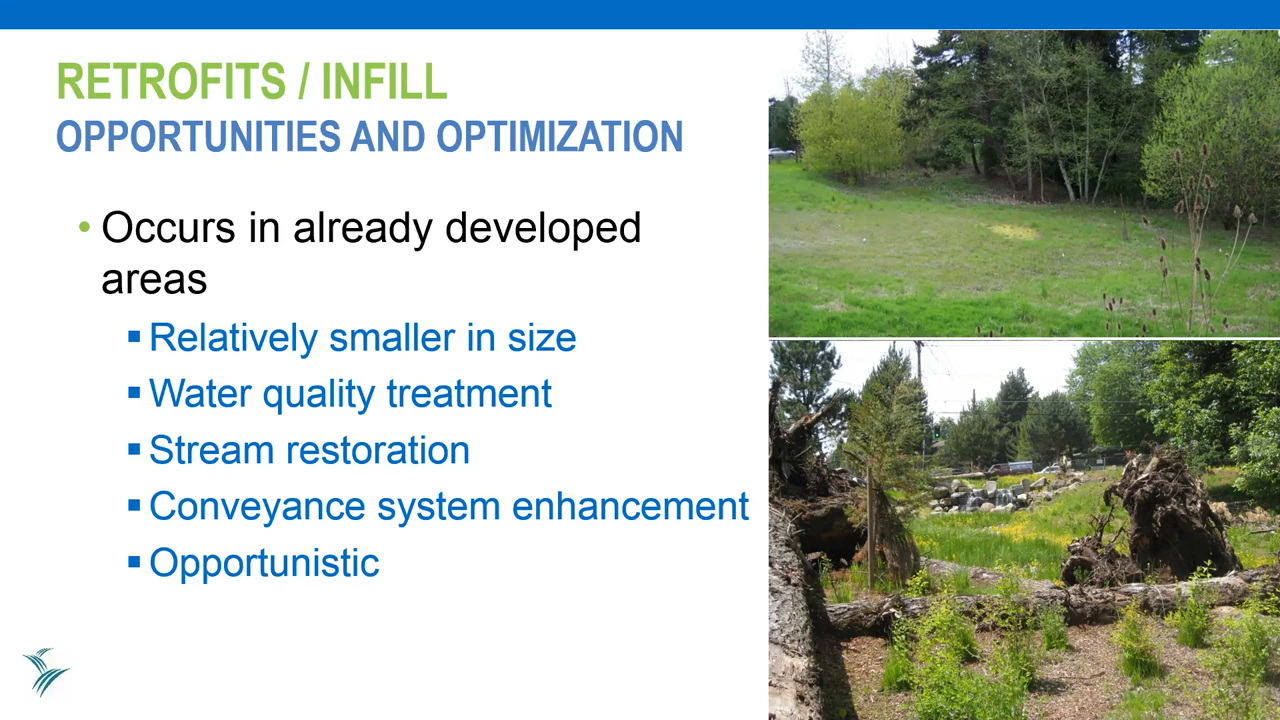 RETROFITS / INFILL
OPPORTUNITIES AND OPTIMIZATION
• Occurs in already developed
areas
▪ Relatively smaller in size
▪ Water quality treatment
▪ Stream restoration
▪ Conveyance system enhancement
▪ Opportunistic